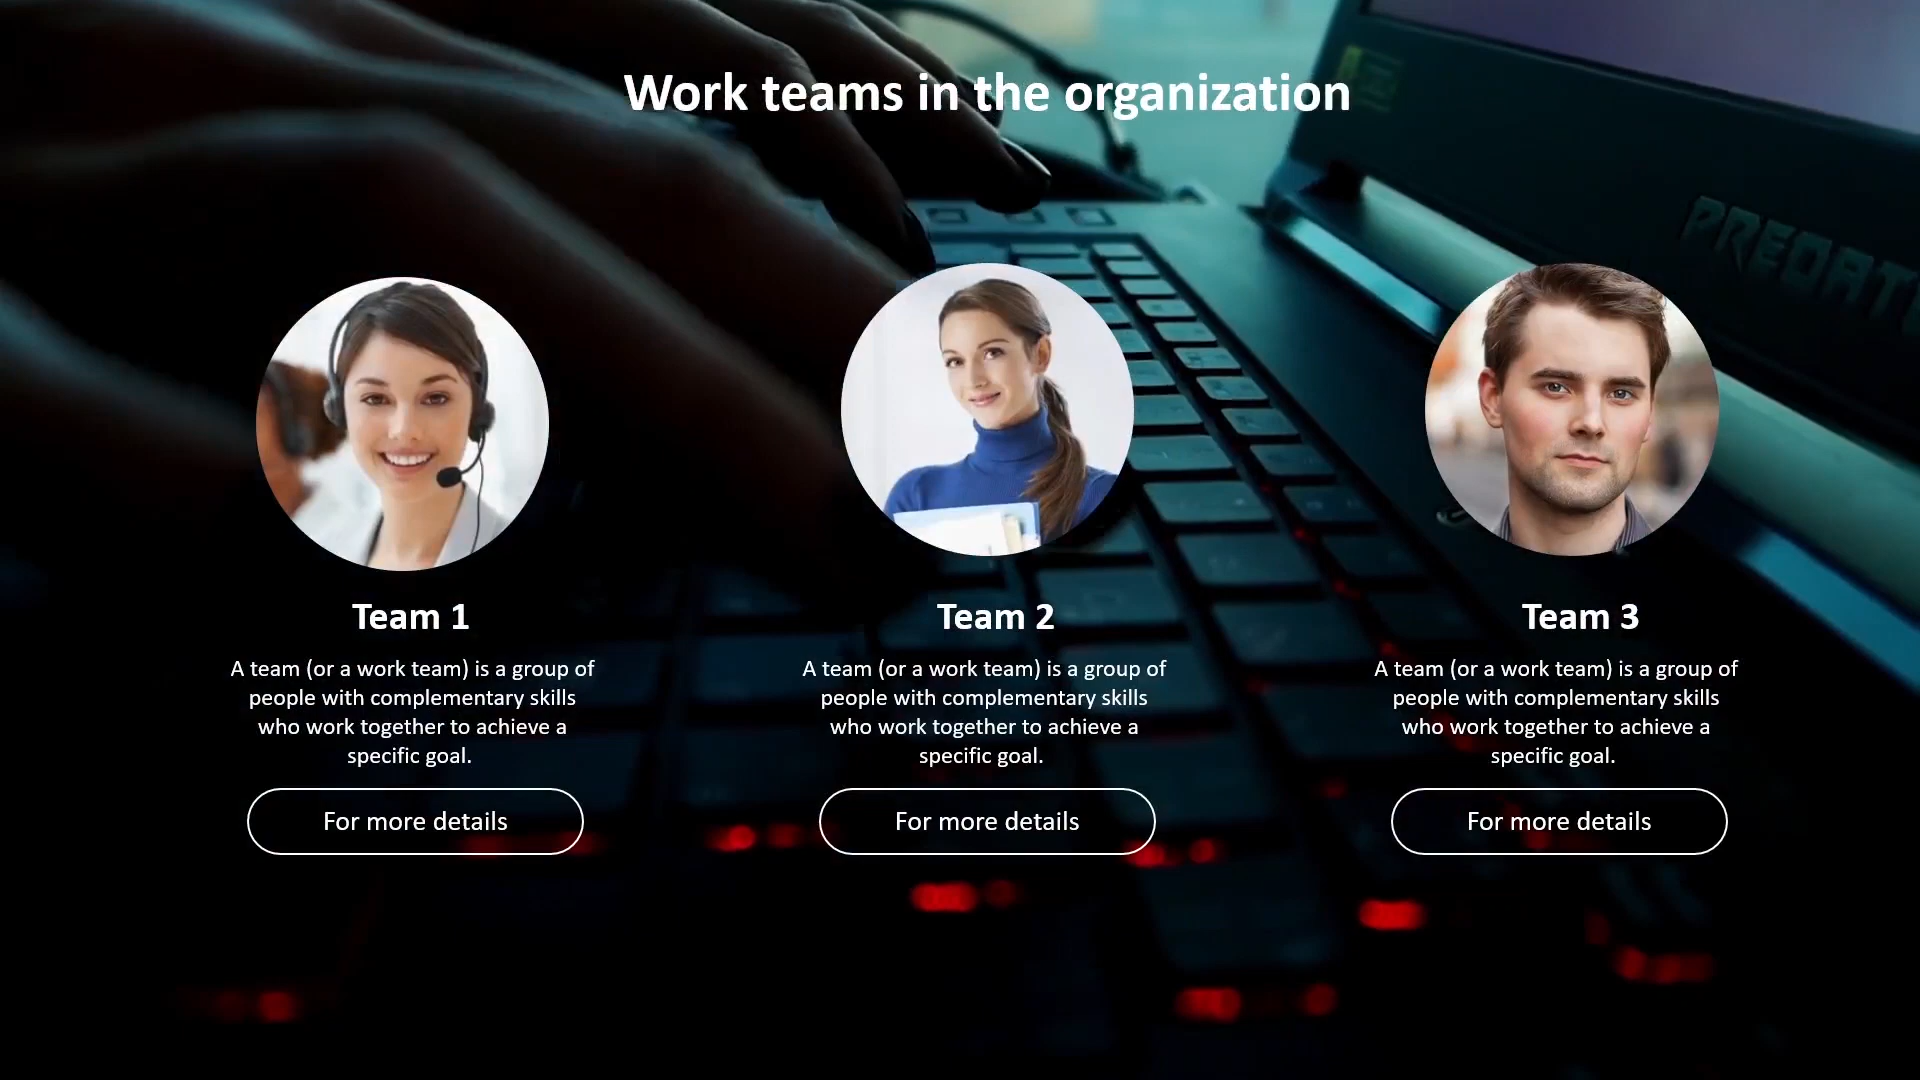 Work teams in the organization
Team 1
A team (or a work team) is a group of
people with complementary skills
who work together to achieve a
specific goal.
For more details
Team 2
A team (or a work team) is a group of
people with complementary skills
who work together to achieve a
specific goal.
For more details
Team 3
A team (or a work team) is a group of
people with complementary skills
who work together to achieve a
specific goal.
For more details
PREDAT